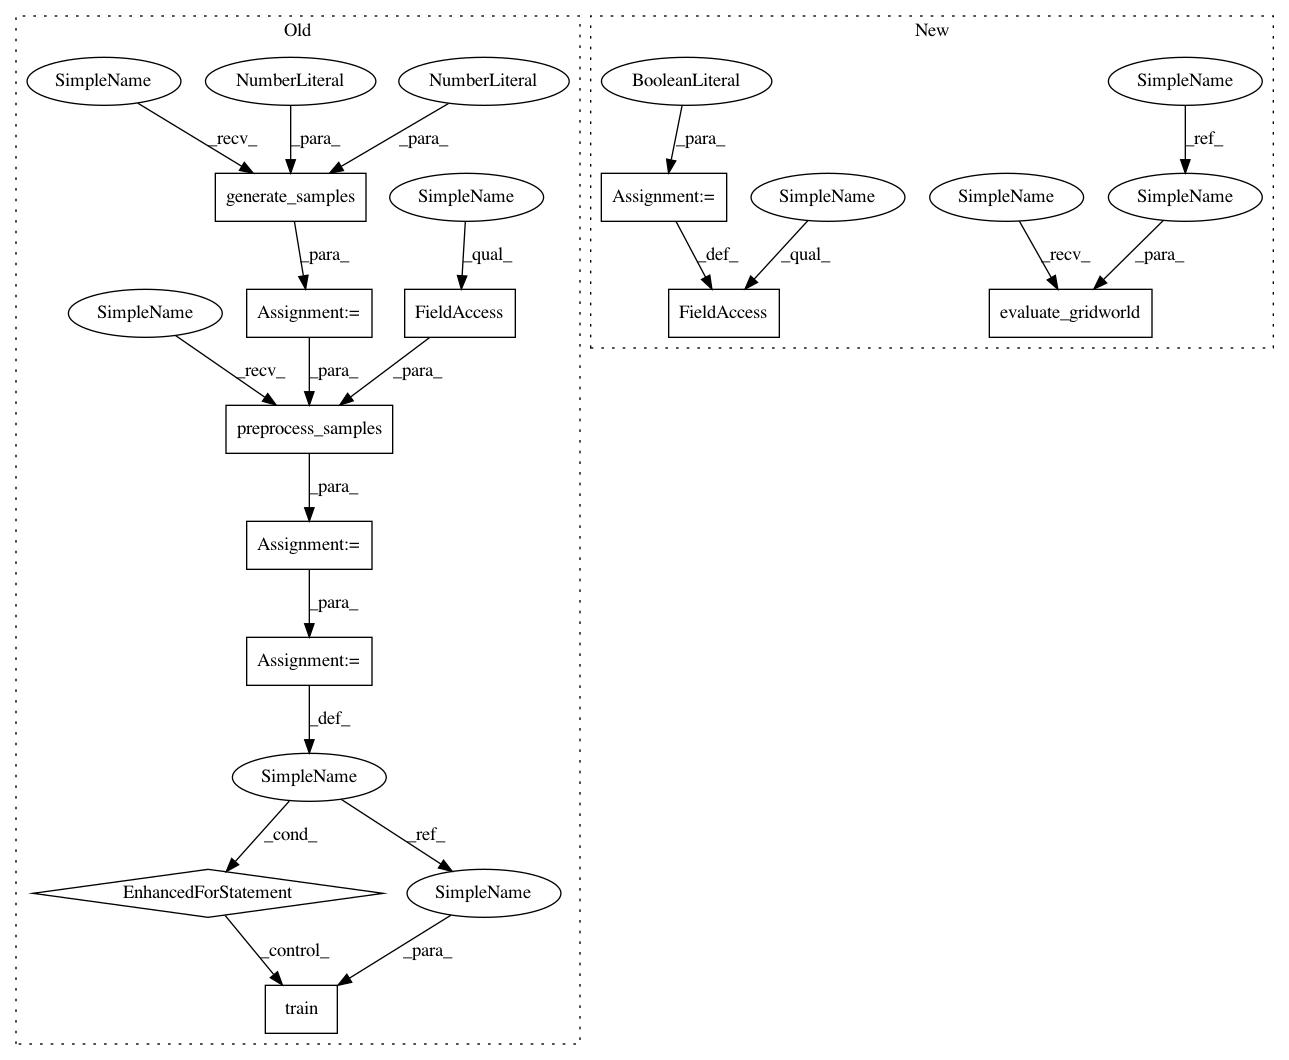 Old
New
SimpleName
NumberLiteral
NumberLiteral
BooleanLiteral
SimpleName
_recv_
_para_
_para_
_para_
_ref_
generate_samples
SimpleName
Assignment:=
SimpleName
SimpleName
SimpleName
_para_
_qual_
_def_
_qual_
_recv_
_para_
SimpleName
Assignment:=
FieldAccess
FieldAccess
evaluate_gridworld
_recv_
_para_
_para_
preprocess_samples
_para_
Assignment:=
_para_
Assignment:=
_def_
SimpleName
_cond_
_ref_
EnhancedForStatement
SimpleName
_control_
_para_
train